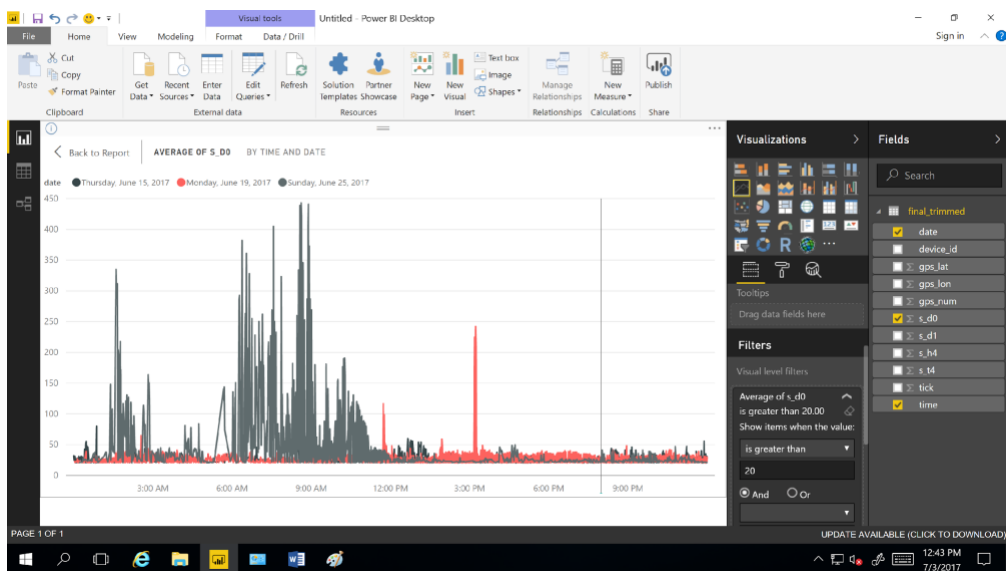 Visual tools
Untitled - Power BI Desktop
File Home View Modeling Format Data / Drill Sign in
Paste
Cut
Copy
Format Painter
Get Data
Recent Sources
Enter Data
Edit Queries
Refresh
Solution Templates
Partner Showcase
New Page
New Visual
Text box
Image
Shapes
Manage Relationships
New Measure
Publish
Clipboard External data Resources Insert Relationships Calculations Share
Back to Report AVERAGE OF S_D0 BY TIME AND DATE
date Thursday, June 15, 2017 Monday, June 19, 2017 Sunday, June 25, 2017
450
400
350
300
250
200
150
100
50
0
3:00 AM 6:00 AM 9:00 AM 12:00 PM 3:00 PM 6:00 PM 9:00 PM
Visualizations
R
Tooltips
Drag data fields here
Filters
Visual level filters
Average of s_d0
is greater than 20.00
Show items when the value:
is greater than
20
And Or
Fields
Search
final_trimmed
date
device_id
gps_lat
gps_lon
gps_num
s_d0
s_d1
s_h4
s_t4
tick
time
PAGE 1 OF 1 UPDATE AVAILABLE (CLICK TO DOWNLOAD)
12:43 PM
7/3/2017